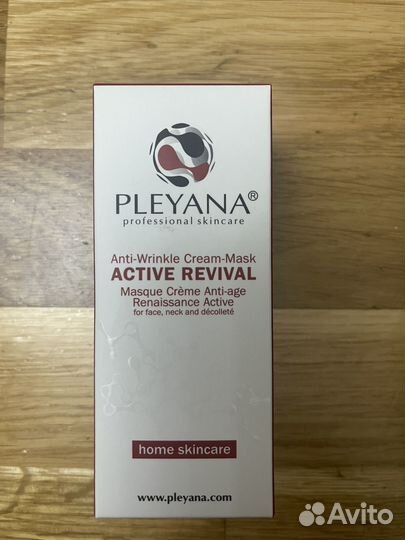 PLEYANA®
professional skincare
Anti-Wrinkle Cream-Mask
ACTIVE REVIVAL
Masque Crème Anti-age
Renaissance Active
for face, neck and décolleté
home skincare
www.pleyana.com
Avito